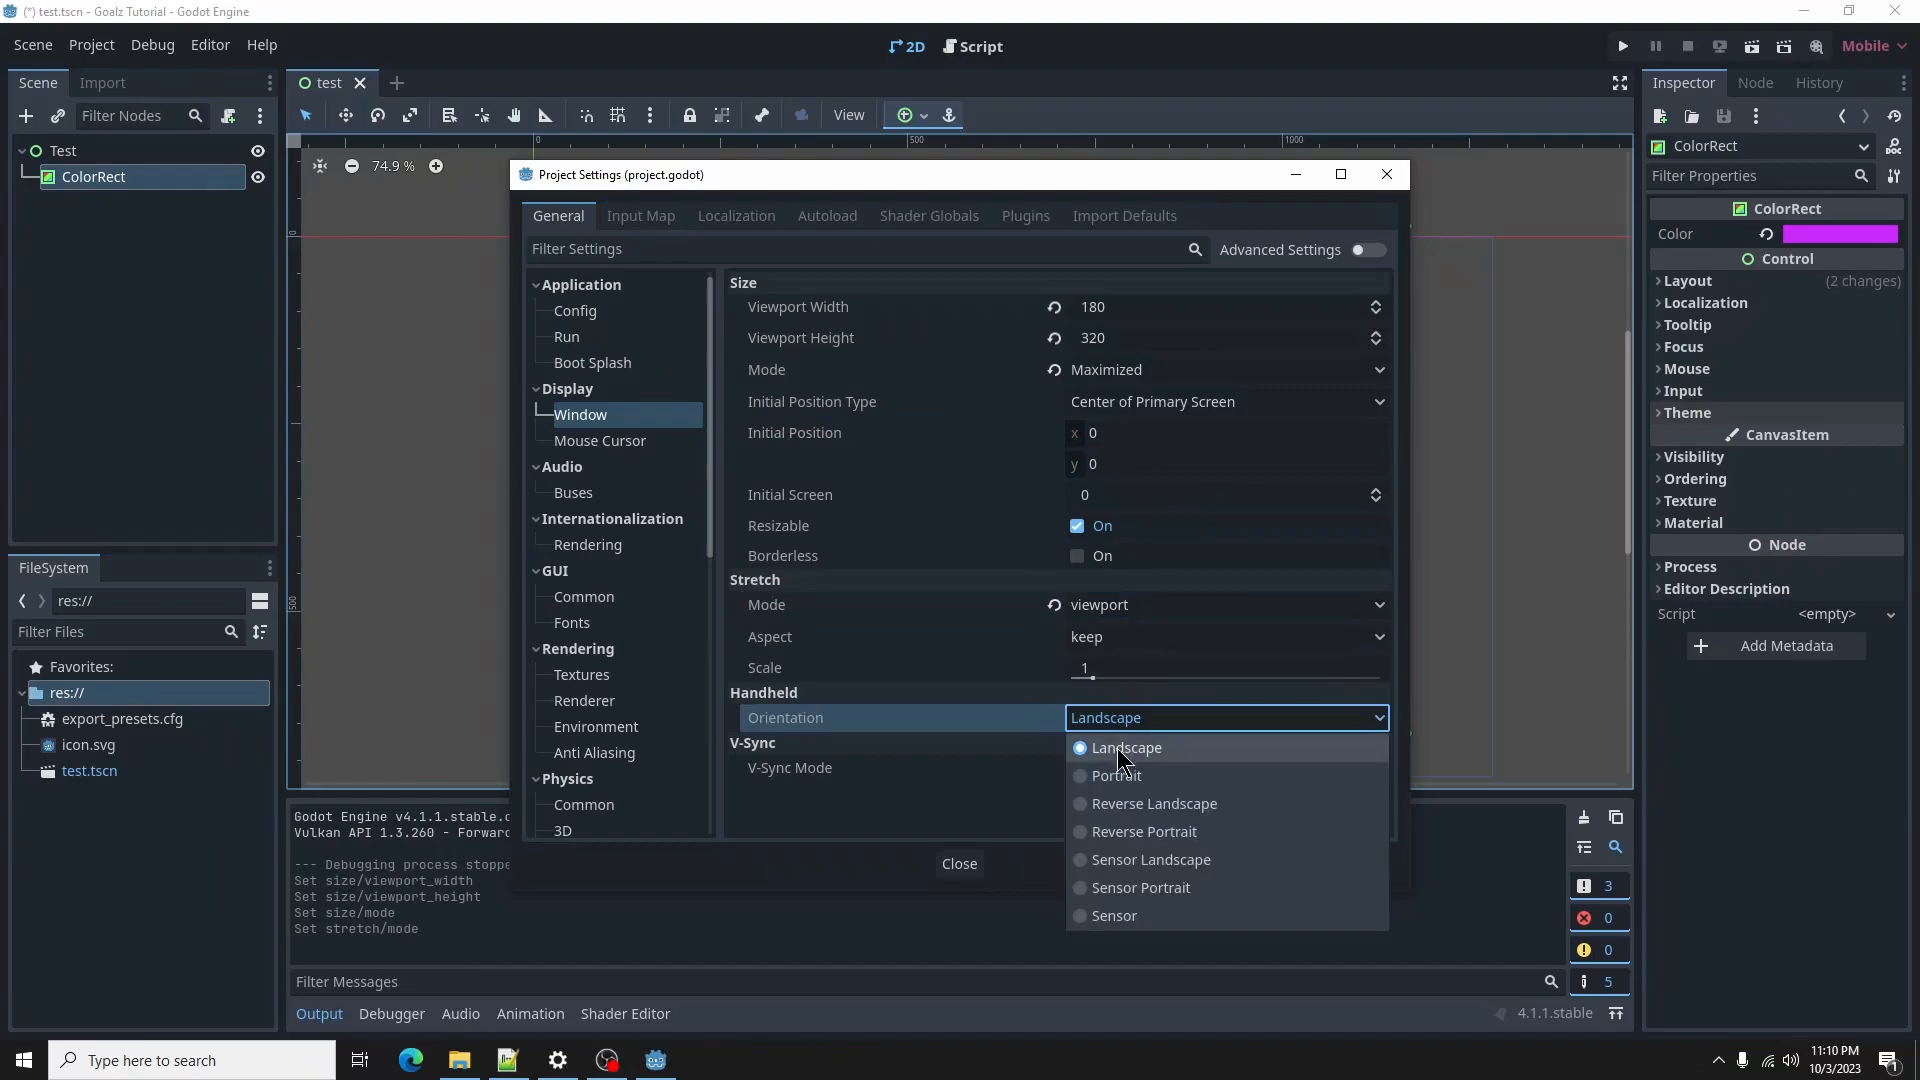 (*) test.tscn - Goalz Tutorial - Godot Engine
Scene Project Debug Editor Help
2D Script
Mobile
Scene Import
test
Inspector Node History
Filter Nodes
View
0 500 1000
Test
ColorRect
74.9 %
0
500
Project Settings (project.godot)
General Input Map Localization Autoload Shader Globals Plugins Import Defaults
Filter Settings
Advanced Settings
Application
Config
Run
Boot Splash
Display
Window
Mouse Cursor
Audio
Buses
Internationalization
Rendering
GUI
Common
Fonts
Rendering
Textures
Renderer
Environment
Anti Aliasing
Physics
Common
3D
Size
Viewport Width 180
Viewport Height 320
Mode Maximized
Initial Position Type Center of Primary Screen
Initial Position x 0
y 0
Initial Screen 0
Resizable On
Borderless On
Stretch
Mode viewport
Aspect keep
Scale 1
Handheld
Orientation Landscape
V-Sync
V-Sync Mode
Landscape
Portrait
Reverse Landscape
Reverse Portrait
Sensor Landscape
Sensor Portrait
Sensor
Close
ColorRect
Filter Properties
ColorRect
Color
Control
Layout (2 changes)
Localization
Tooltip
Focus
Mouse
Input
Theme
CanvasItem
Visibility
Ordering
Texture
Material
Node
Process
Editor Description
Script <empty>
Add Metadata
FileSystem
res://
Filter Files
Favorites:
res://
export_presets.cfg
icon.svg
test.tscn
Godot Engine v4.1.1.stable.
Vulkan API 1.3.260 - Forwar
--- Debugging process stoppe
Set size/viewport_width
Set size/viewport_height
Set size/mode
Set stretch/mode
3
0
0
5
Filter Messages
Output Debugger Audio Animation Shader Editor
4.1.1.stable
Type here to search
11:10 PM
10/3/2023
1